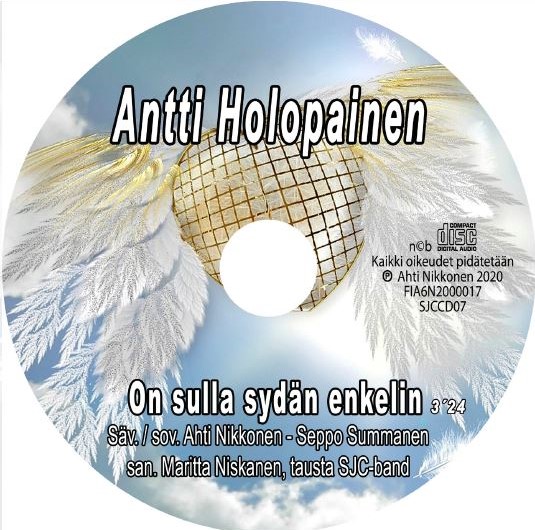 Antti Holopainen
COMPACT
disc
DIGITAL AUDIO
n©b
Kaikki oikeudet pidätetään
℗ Ahti Nikkonen 2020
FIA6N2000017
SJCCD07
On sulla sydän enkelin 3´24
Säv. / sov. Ahti Nikkonen - Seppo Summanen
san. Maritta Niskanen, tausta SJC-band